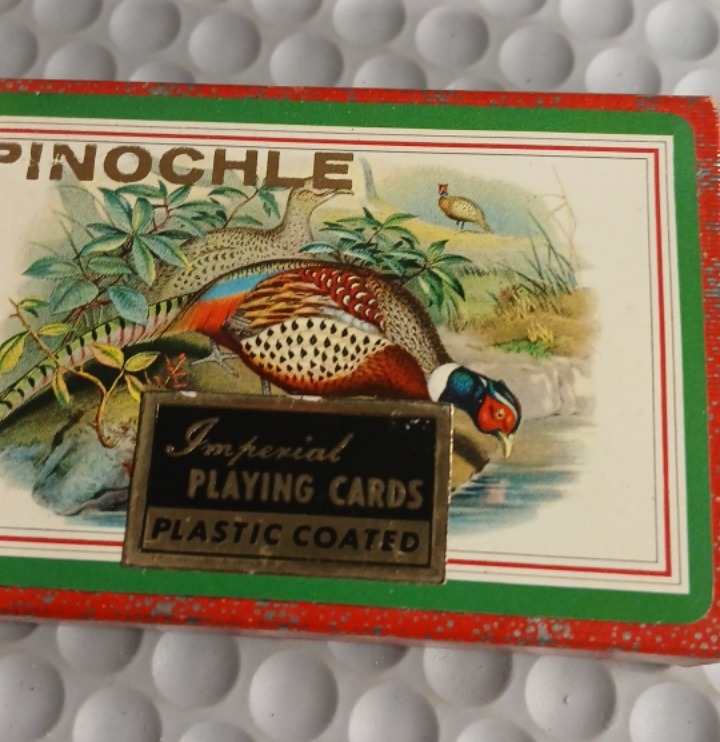 PINOCHLE
Imperial
PLAYING CARDS
PLASTIC COATED